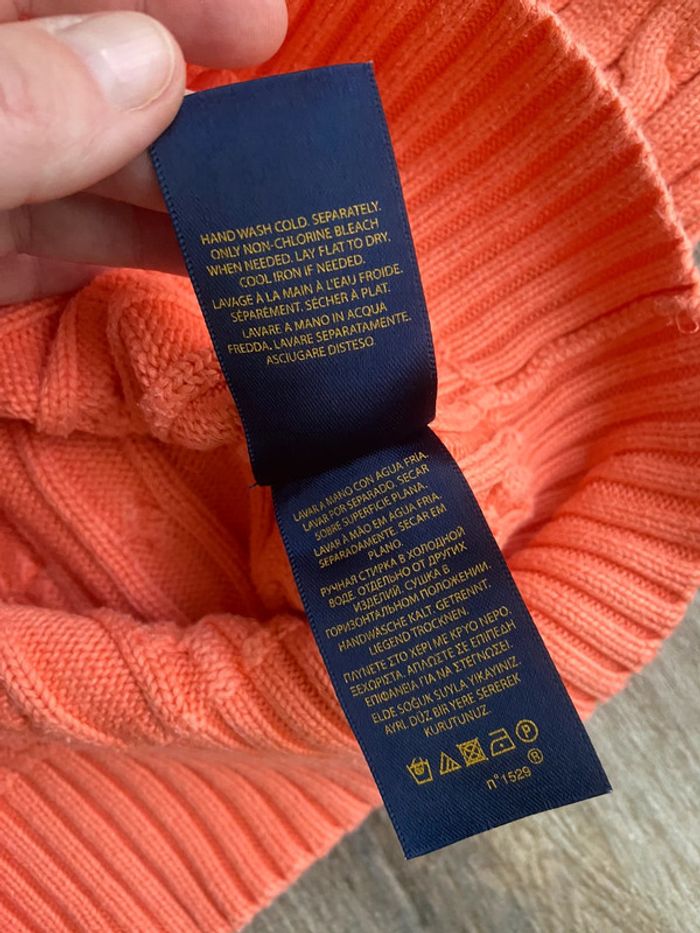 HAND WASH COLD. SEPARATELY.
ONLY NON-CHLORINE BLEACH
WHEN NEEDED. LAY FLAT TO DRY.
COOL IRON IF NEEDED.
LAVAGE À LA MAIN À L'EAU FROIDE.
SÉPARÉMENT. SÉCHER À PLAT.
LAVARE A MANO IN ACQUA
FREDDA. LAVARE SEPARATAMENTE.
ASCIUGARE DISTESO.
LAVAR A MANO CON AGUA FRIA.
LAVAR POR SEPARADO. SECAR
SOBRE SUPERFICIE PLANA.
LAVAR À MÃO EM ÁGUA FRIA.
SEPARADAMENTE. SECAR EM
PLANO.
РУЧНАЯ СТИРКА В ХОЛОДНОЙ
ВОДЕ. ОТДЕЛЬНО ОТ ДРУГИХ
ИЗДЕЛИЙ. СУШКА В
ГОРИЗОНТАЛЬНОМ ПОЛОЖЕНИИ.
HANDWASCHE KALT. GETRENNT.
LIEGEND TROCKNEN.
ΠΛΥΝΕΤΕ ΣΤΟ ΧΕΡΙ ΜΕ ΚΡΥΟ ΝΕΡΟ.
ΞΕΧΩΡΙΣΤΑ. ΑΠΛΩΣΤΕ ΣΕ ΕΠΙΠΕΔΗ
ΕΠΙΦΑΝΕΙΑ ΓΙΑ ΝΑ ΣΤΕΓΝΩΣΕΙ.
ELDE SOĞUK SUYLA YIKAYINIZ.
AYRI. DÜZ BIR YERE SEREREK
KURUTUNUZ.
P
n°1529 ®